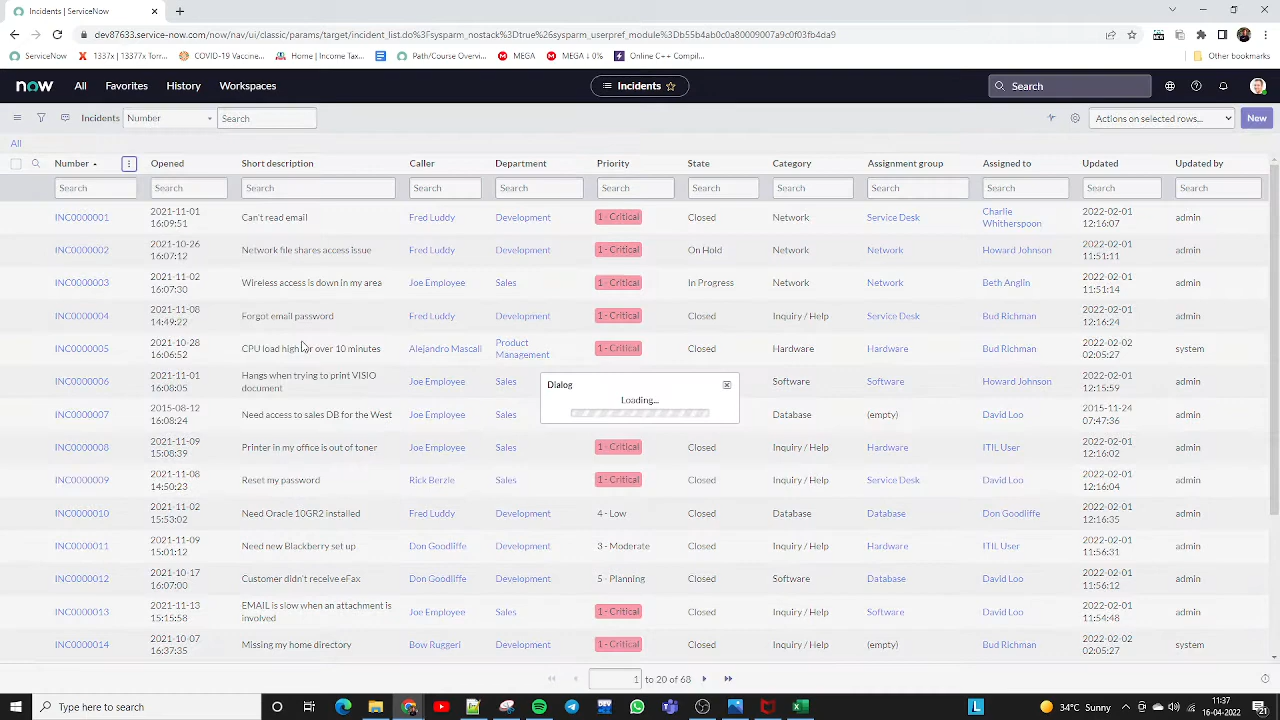 Incidents | ServiceNow
dev87633.service-now.com/now/nav/ui/classic/params/target/incident_list.do%3Fsysparm_nostack%3Dtrue%26sysparm_userpref_module%3Db55b4ab0c0a80009007a9c0f03fb4da9
ServiceNow 1337x | 13377x Torr... COVID-19 Vaccine... Home | Income Tax... Path/Course Overv... MEGA MEGA ↓ 0% Online C++ Compil... Other bookmarks
now All Favorites History Workspaces Incidents Search
Incidents Number Search Actions on selected rows... New
All
Number Opened Short description Caller Department Priority State Category Assignment group Assigned to Updated Updated by
Search Search Search Search Search Search Search Search Search Search Search Search
INC0000001 2021-11-01 16:09:51 Can't read email Fred Luddy Development 1 - Critical Closed Network Service Desk Charlie Whitherspoon 2022-02-01 12:16:07 admin
INC0000002 2021-10-26 16:07:12 Network file shares access issue Fred Luddy Development 1 - Critical On Hold Network Network Howard Johnson 2022-02-01 11:51:11 admin
INC0000003 2021-11-02 16:07:30 Wireless access is down in my area Joe Employee Sales 1 - Critical In Progress Network Network Beth Anglin 2022-02-01 11:51:14 admin
INC0000004 2021-11-08 14:49:22 Forgot email password Fred Luddy Development 1 - Critical Closed Inquiry / Help Service Desk Bud Richman 2022-02-01 12:16:24 admin
INC0000005 2021-10-28 16:06:52 CPU load high for over 10 minutes Alejandro Mascali Product Management 1 - Critical Closed Hardware Hardware Bud Richman 2022-02-02 02:05:27 system
INC0000006 2021-11-01 16:08:05 Hangs when trying to print VISIO document Joe Employee Sales Software Software Howard Johnson 2022-02-01 12:15:59 admin
INC0000007 2015-08-12 16:08:24 Need access to sales DB for the West Joe Employee Sales Database (empty) David Loo 2015-11-24 07:47:36 admin
Dialog
Loading...
INC0000008 2021-11-09 15:08:39 Printer in my office is out of toner Joe Employee Sales 1 - Critical Closed Inquiry / Help Hardware ITIL User 2022-02-01 12:16:02 admin
INC0000009 2021-11-08 14:50:23 Reset my password Rick Berzle Sales 1 - Critical Closed Inquiry / Help Service Desk David Loo 2022-02-01 12:16:04 admin
INC0000010 2021-11-02 15:53:02 Need Oracle 10GR2 installed Fred Luddy Development 4 - Low Closed Database Database Don Goodliffe 2022-02-01 12:16:35 admin
INC0000011 2021-11-09 15:01:12 Need new Blackberry set up Don Goodliffe Development 3 - Moderate Closed Inquiry / Help Hardware ITIL User 2022-02-01 11:56:31 admin
INC0000012 2021-10-17 16:07:00 Customer didn't receive eFax Don Goodliffe Development 5 - Planning Closed Software Database David Loo 2022-02-01 11:56:12 admin
INC0000013 2021-11-13 15:15:56 EMAIL is slow when an attachment is involved Joe Employee Sales 1 - Critical Closed Inquiry / Help Software David Loo 2022-02-01 11:54:48 admin
INC0000014 2021-10-07 16:37:35 Missing my home directory Bow Ruggeri Sales 1 - Critical Closed Inquiry / Help (empty) Bud Richman 2022-02-02 02:05:27 system
1 to 20 of 68
Type here to search 34°C Sunny 11:37
16-04-2022